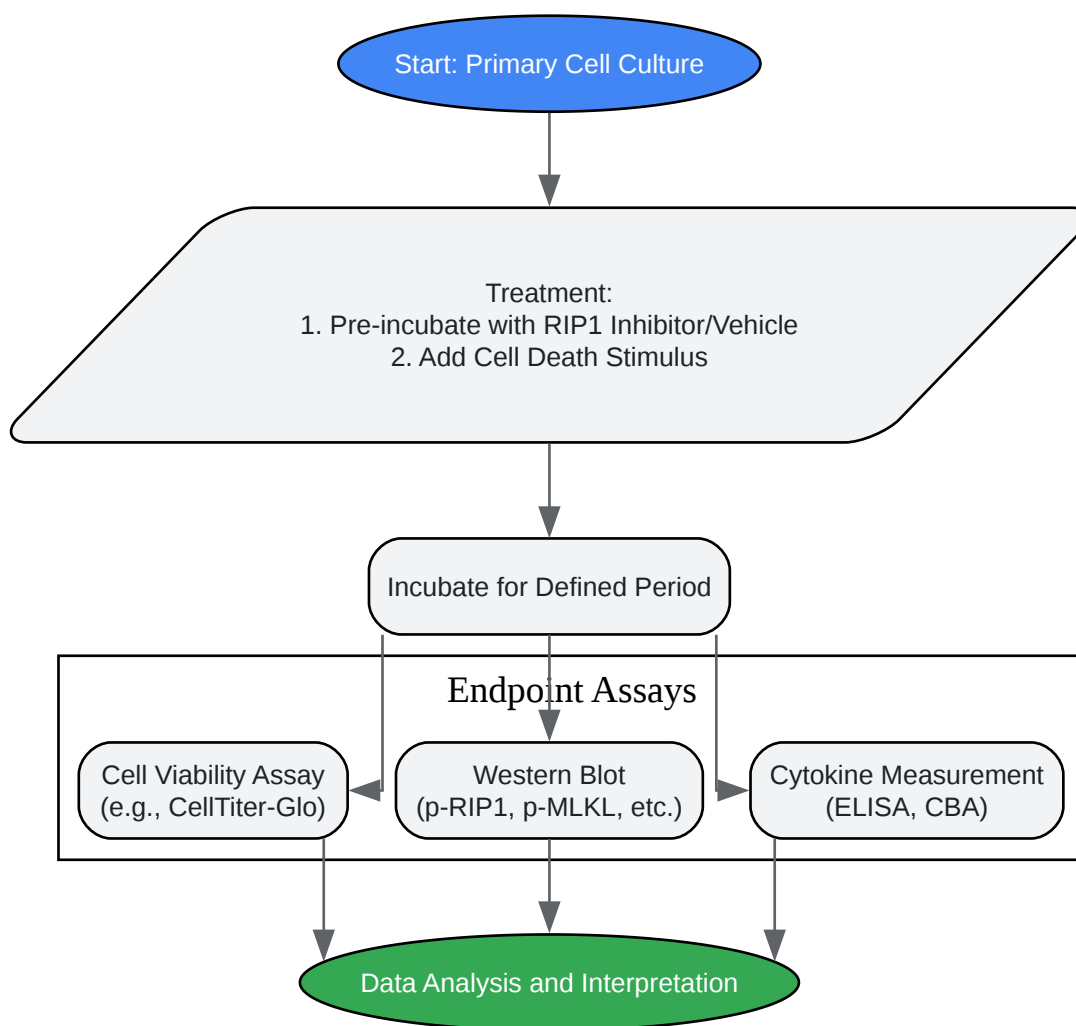 Start: Primary Cell Culture
Treatment:
1. Pre-incubate with RIP1 Inhibitor/Vehicle
2. Add Cell Death Stimulus
Incubate for Defined Period
Endpoint Assays
Cell Viability Assay
(e.g., CellTiter-Glo)
Western Blot
(p-RIP1, p-MLKL, etc.)
Cytokine Measurement
(ELISA, CBA)
Data Analysis and Interpretation